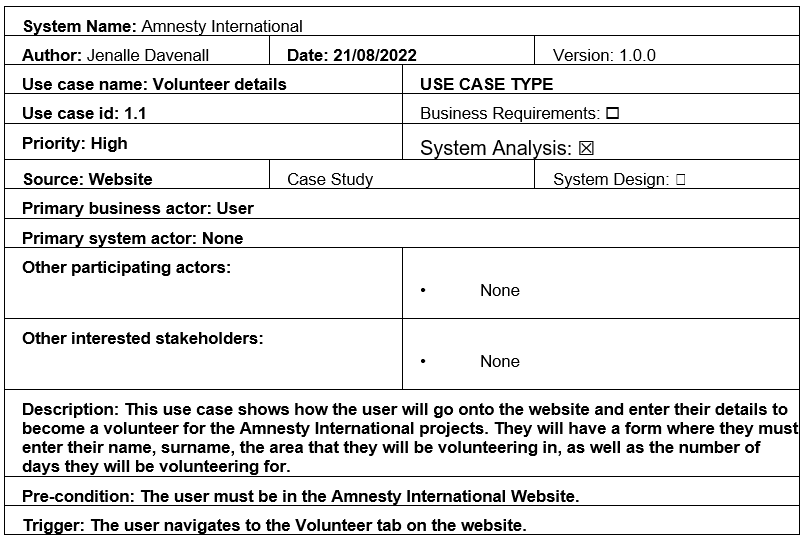 System Name: Amnesty International
Author: Jenalle Davenall Date: 21/08/2022 Version: 1.0.0
Use case name: Volunteer details USE CASE TYPE
Use case id: 1.1 Business Requirements: ☐
Priority: High System Analysis: ☒
Source: Website Case Study System Design: ☐
Primary business actor: User
Primary system actor: None
Other participating actors:
• None
Other interested stakeholders:
• None
Description: This use case shows how the user will go onto the website and enter their details to
become a volunteer for the Amnesty International projects. They will have a form where they must
enter their name, surname, the area that they will be volunteering in, as well as the number of
days they will be volunteering for.
Pre-condition: The user must be in the Amnesty International Website.
Trigger: The user navigates to the Volunteer tab on the website.